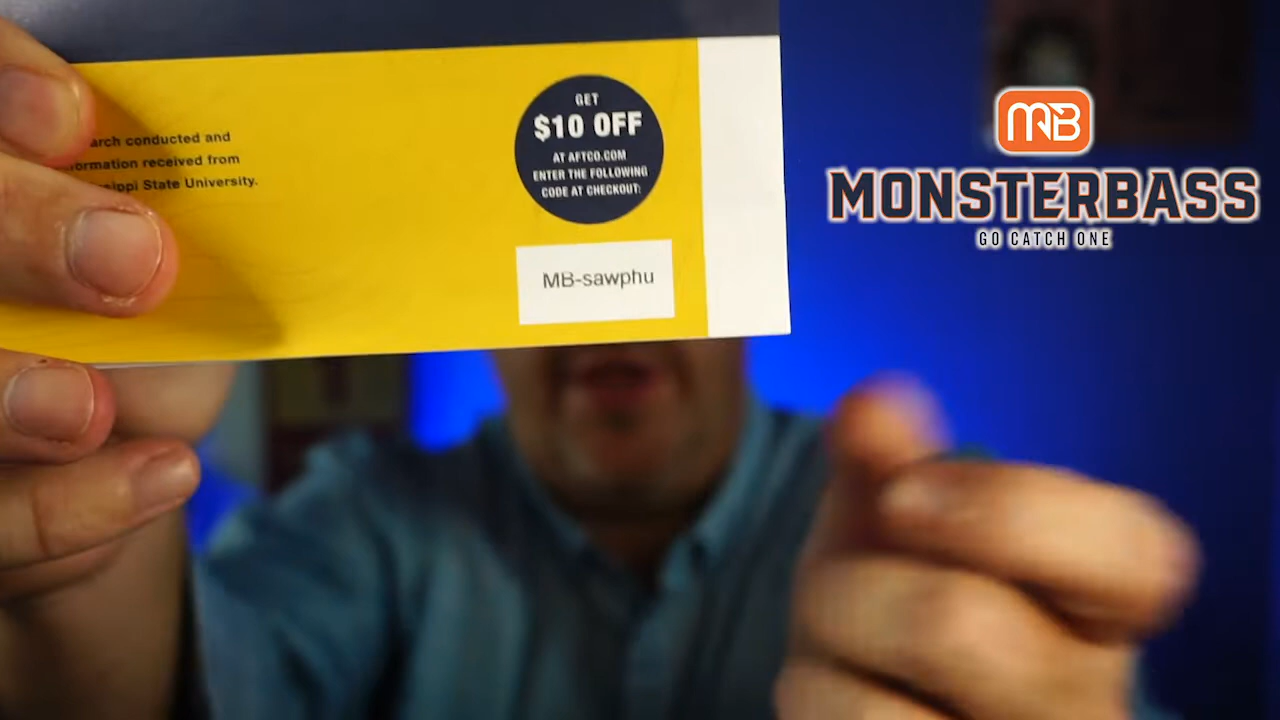 arch conducted and
ormation received from
sippi State University.
GET
$10 OFF
AT AFTCO.COM
ENTER THE FOLLOWING
CODE AT CHECKOUT:
MB-sawphu
MB
MONSTERBASS
GO CATCH ONE